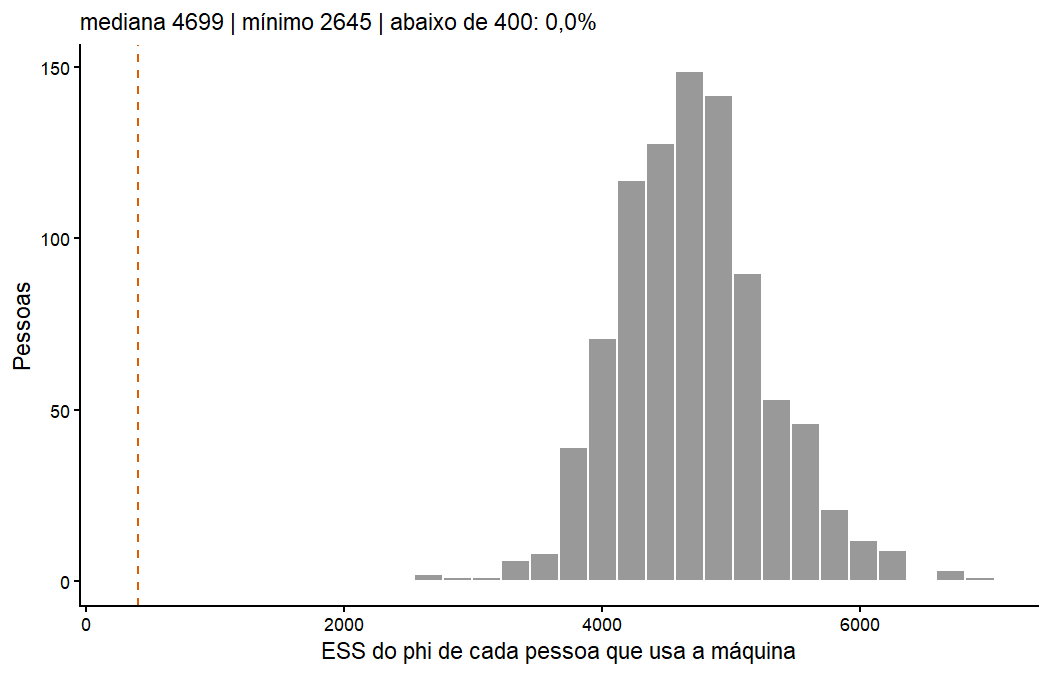 mediana 4699 | mínimo 2645 | abaixo de 400: 0,0%
150
100
50
0
Pessoas
0 2000 4000 6000
ESS do phi de cada pessoa que usa a máquina